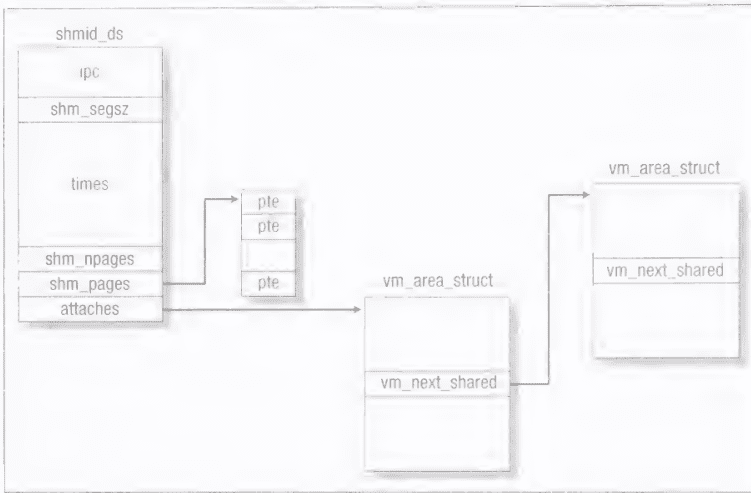 shmid_ds
ipc
shm_segsz
times
shm_npages
shm_pages
attaches
pte
pte
pte
vm_area_struct
vm_next_shared
vm_area_struct
vm_next_shared